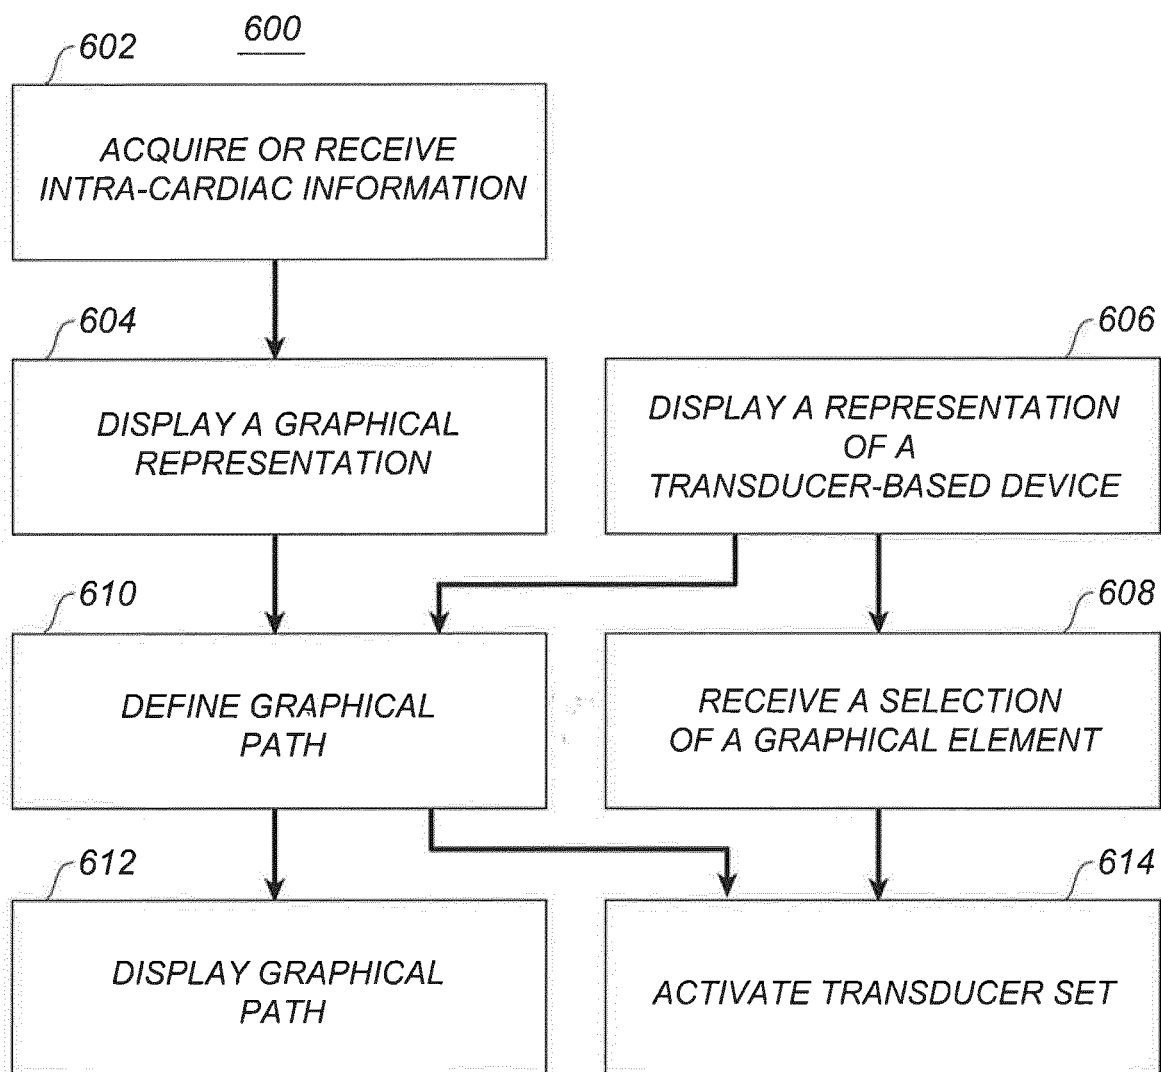 600
602
ACQUIRE OR RECEIVE
INTRA-CARDIAC INFORMATION
604
DISPLAY A GRAPHICAL
REPRESENTATION
606
DISPLAY A REPRESENTATION
OF A
TRANSDUCER-BASED DEVICE
610
DEFINE GRAPHICAL
PATH
608
RECEIVE A SELECTION
OF A GRAPHICAL ELEMENT
612
DISPLAY GRAPHICAL
PATH
614
ACTIVATE TRANSDUCER SET